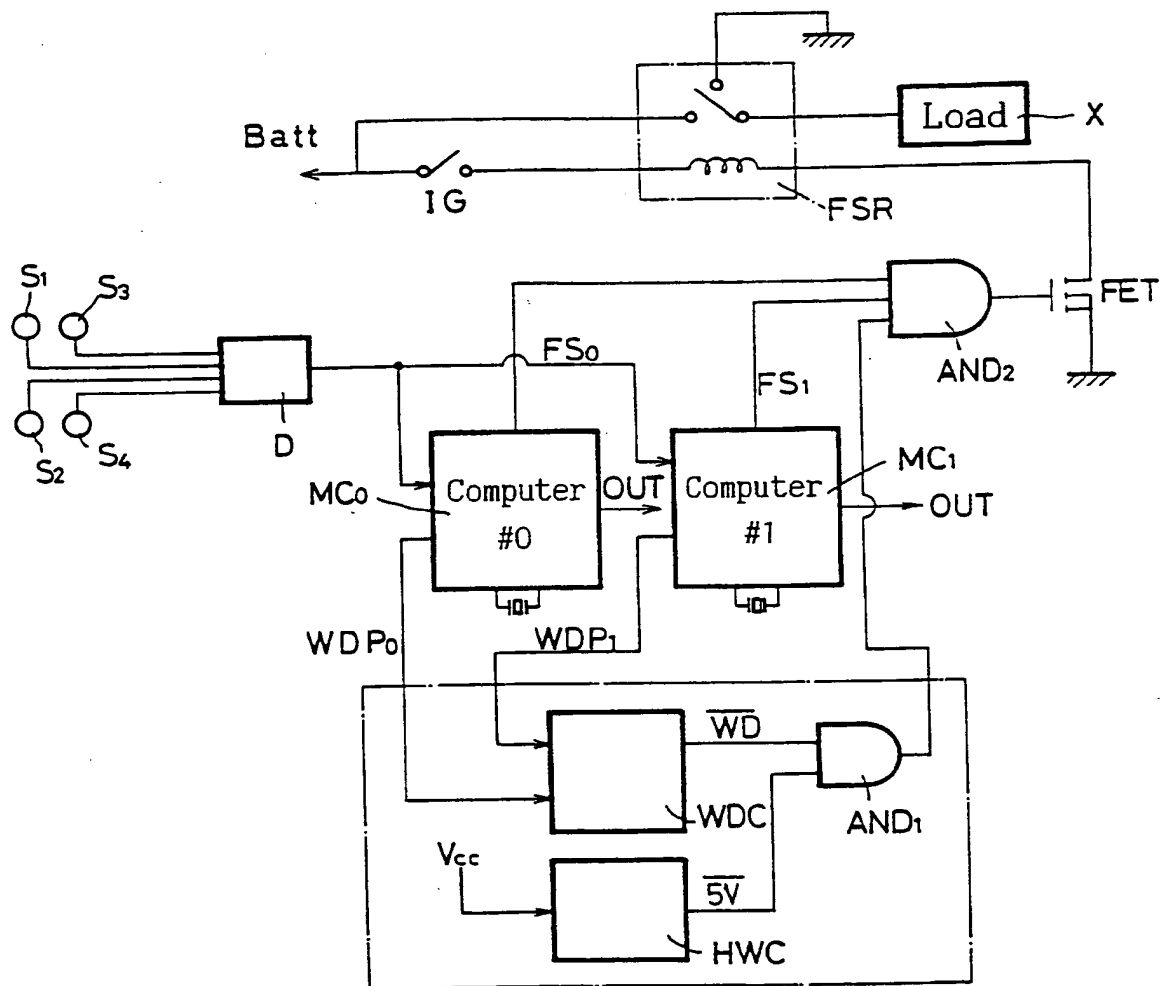 Load
X
Batt
IG
FSR
S1
S3
FS0
FET
AND2
FS1
D
S2
S4
MC1
MC0
Computer
#0
OUT
Computer
#1
OUT
WDP0
WDP1
WD
WDC
AND1
Vcc
5V
HWC